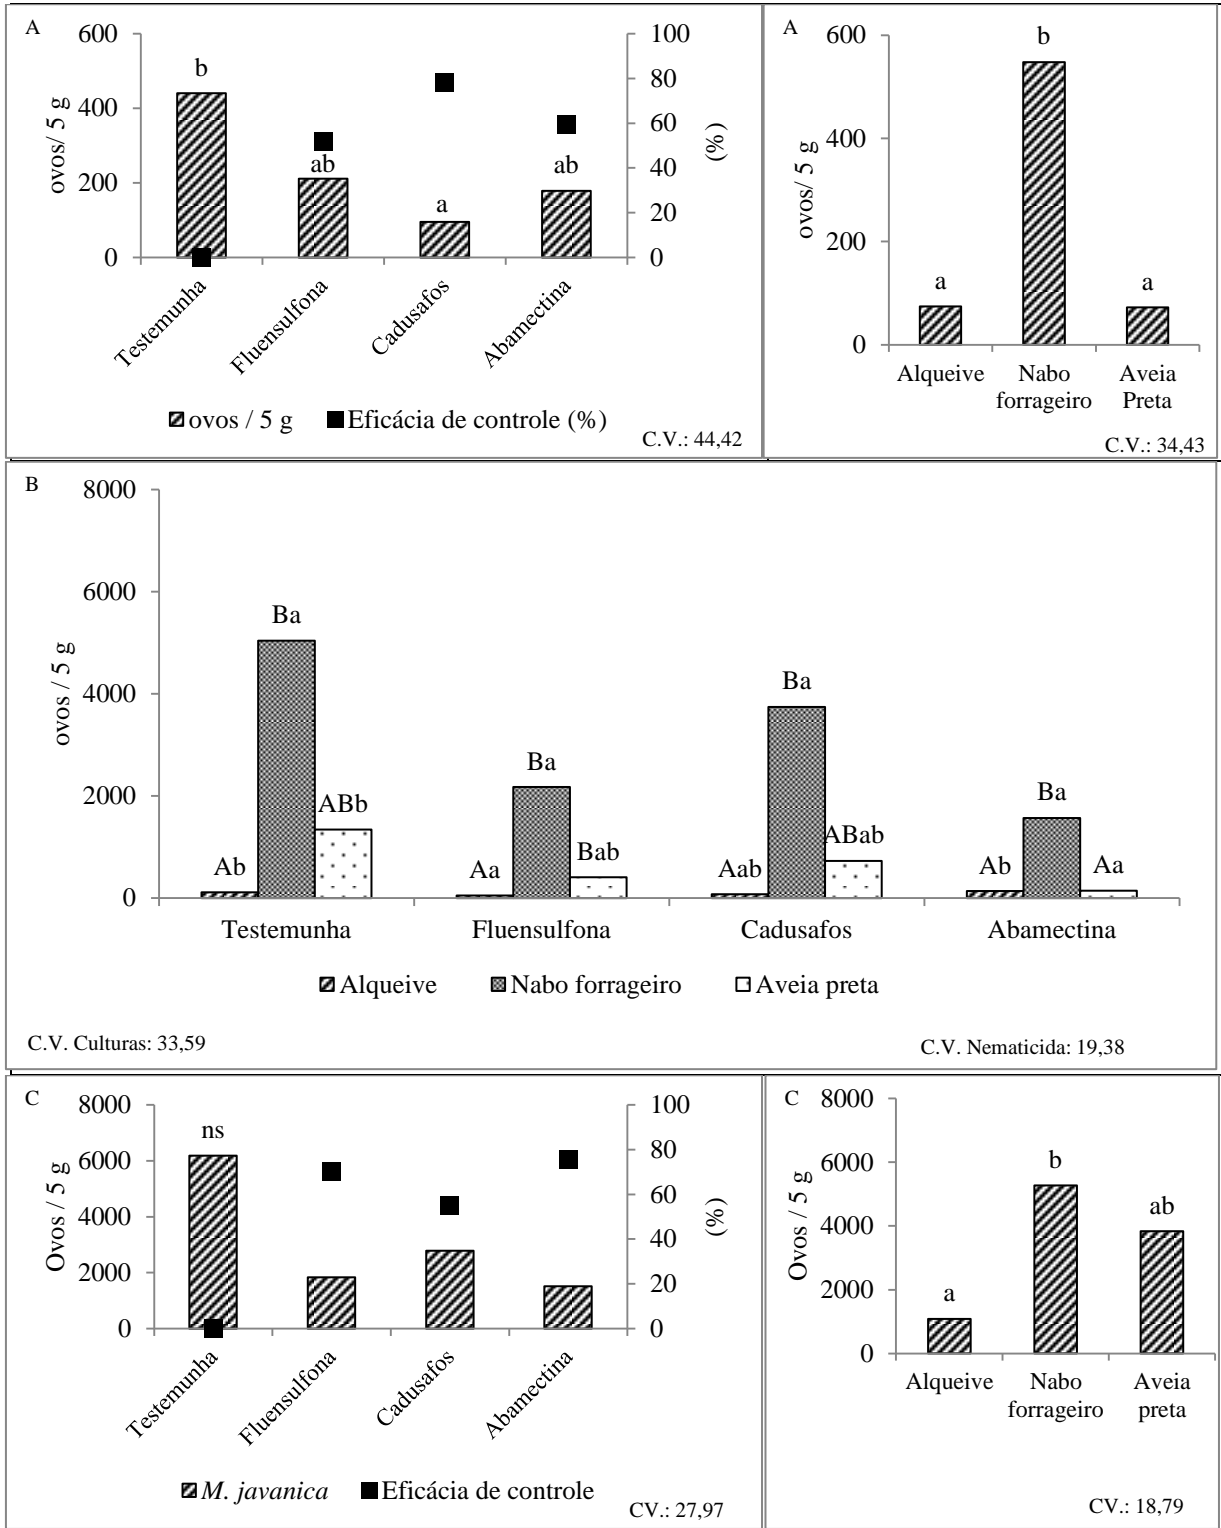 A
600
400
200
0
ovos/ 5 g
b
ab
a
ab
100
80
60
40
20
0
(%)
Testemunha
Fluensulfona
Cadusafos
Abamectina
ovos / 5 g
Eficácia de controle (%)
C.V.: 44,42
A
600
400
200
0
ovos/ 5 g
a
b
a
Alqueive
Nabo
forrageiro
Aveia
Preta
C.V.: 34,43
B
8000
6000
4000
2000
0
ovos / 5 g
Ab
Ba
ABb
Aa
Ba
Bab
Aab
Ba
ABab
Ab
Ba
Aa
Testemunha
Fluensulfona
Cadusafos
Abamectina
Alqueive
Nabo forrageiro
Aveia preta
C.V. Culturas: 33,59
C.V. Nematicida: 19,38
C
8000
6000
4000
2000
0
Ovos / 5 g
ns
100
80
60
40
20
0
(%)
Testemunha
Fluensulfona
Cadusafos
Abamectina
M. javanica
Eficácia de controle
CV.: 27,97
C
8000
6000
4000
2000
0
Ovos / 5 g
a
b
ab
Alqueive
Nabo
forrageiro
Aveia
preta
CV.: 18,79